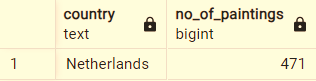 country no_of_paintings
text bigint
1 Netherlands 471